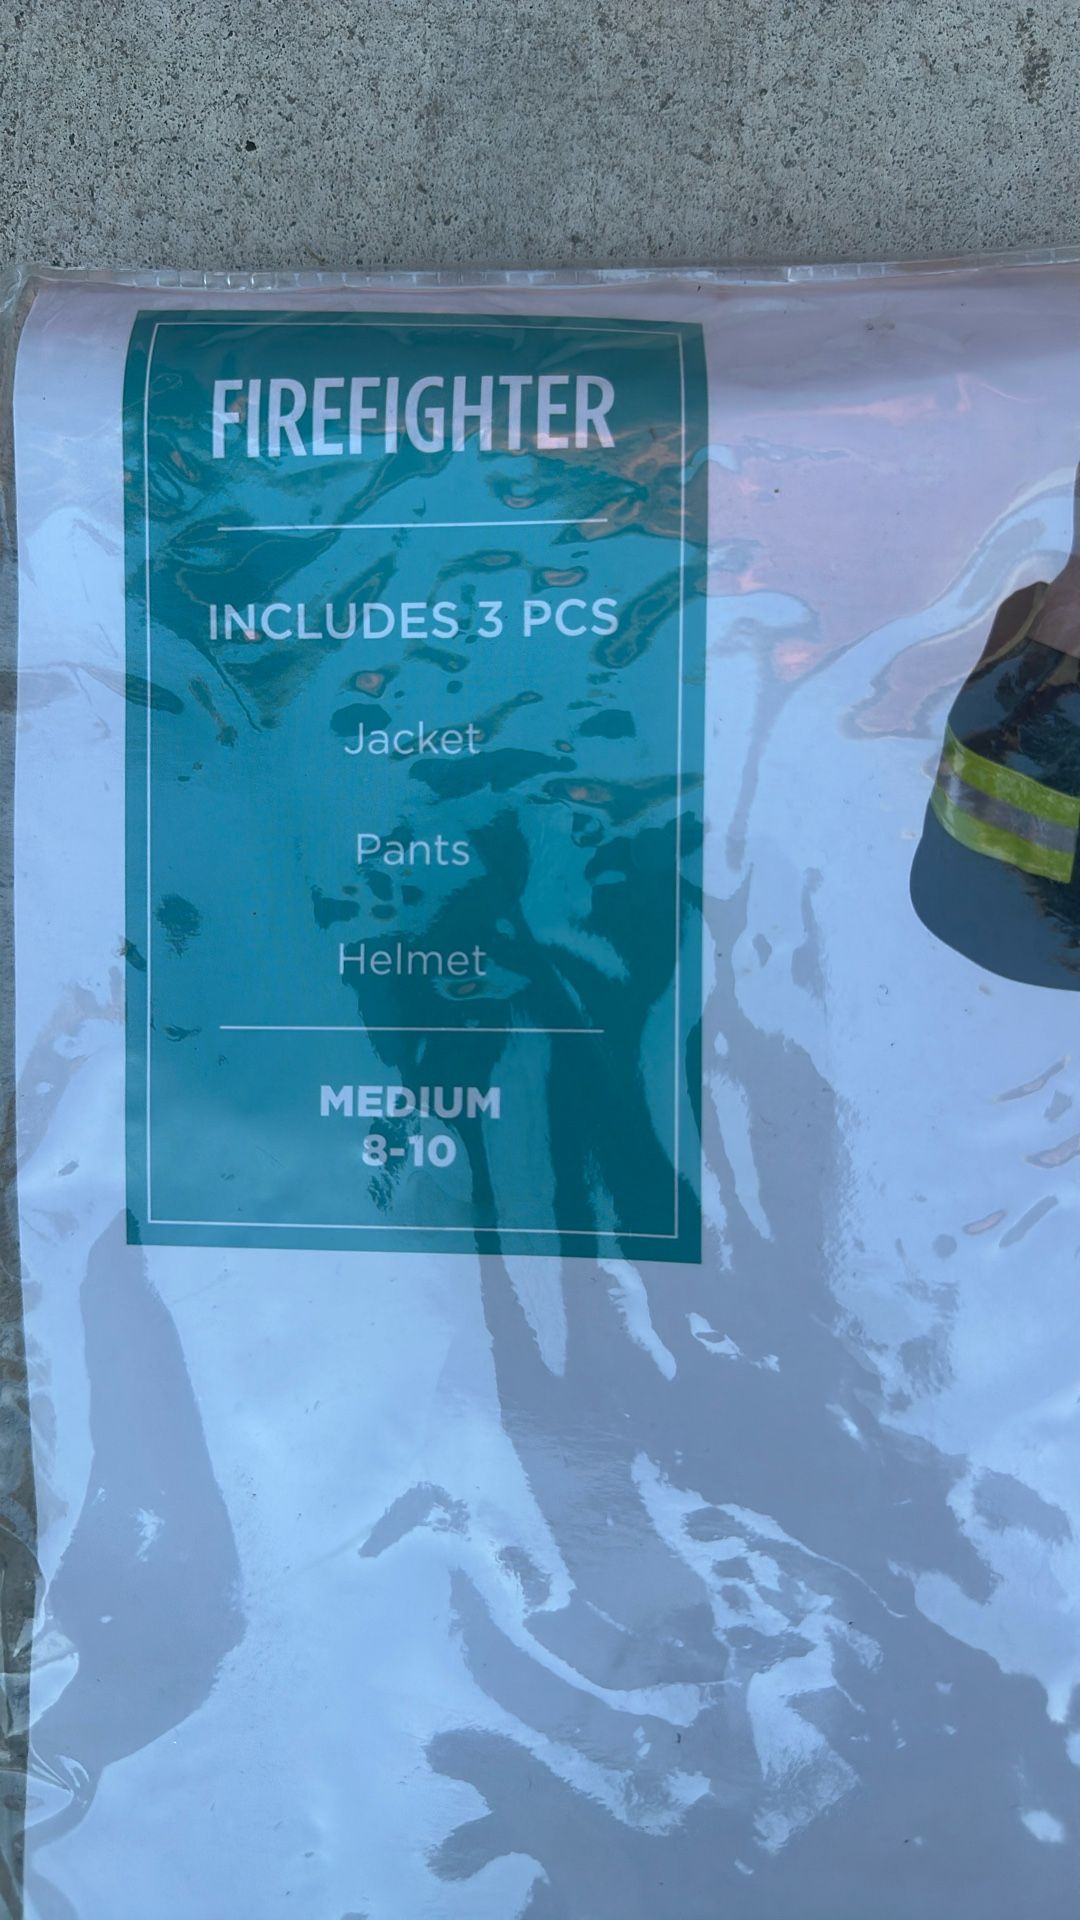 FIREFIGHTER
INCLUDES 3 PCS
Jacket
Pants
Helmet
MEDIUM
8-10